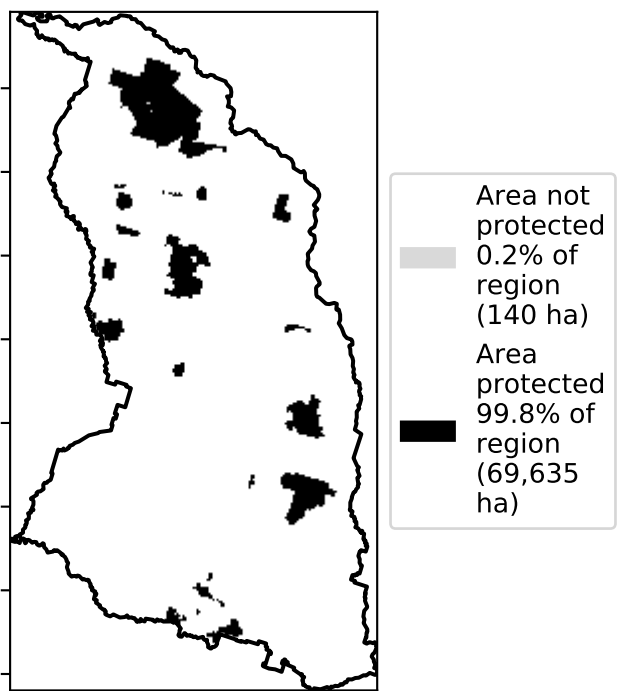 Area not
protected
0.2% of
region
(140 ha)
Area
protected
99.8% of
region
(69,635
ha)